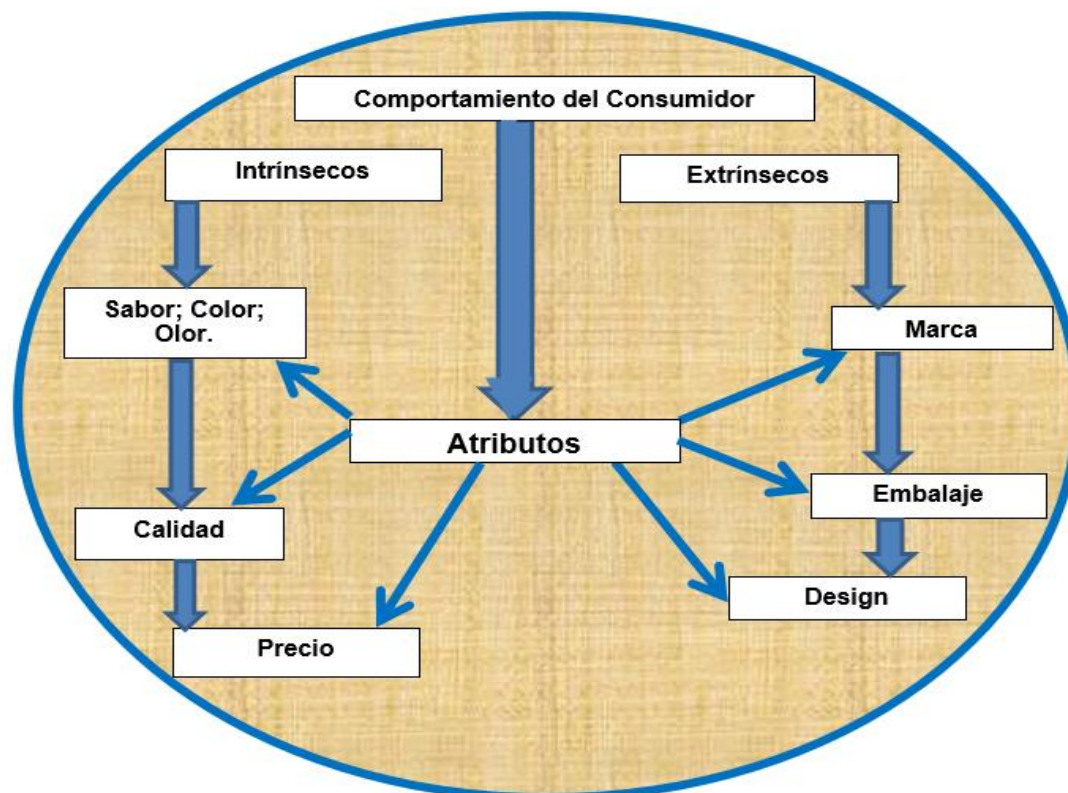 Comportamiento del Consumidor
Intrínsecos
Extrínsecos
Sabor; Color;
Olor.
Marca
Atributos
Calidad
Embalaje
Design
Precio